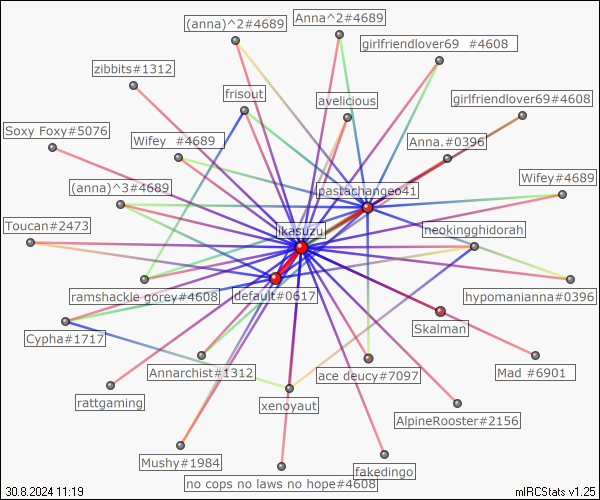 (anna)^2#4689
Anna^2#4689
girlfriendlover69 #4608
zibbits#1312
frisout
avelicious
girlfriendlover69#4608
Soxy Foxy#5076
Wifey #4689
Anna.#0396
(anna)^3#4689
pastachangeo41
Wifey#4689
Toucan#2473
ikasuzu
neokingghidorah
ramshackle gorey#4608
default#0617
hypomanianna#0396
Cypha#1717
Skalman
Annarchist#1312
ace deucy#7097
Mad #6901
rattgaming
xenoyaut
AlpineRooster#2156
Mushy#1984
no cops no laws no hope#4608
fakedingo
30.8.2024 11:19
mIRCStats v1.25